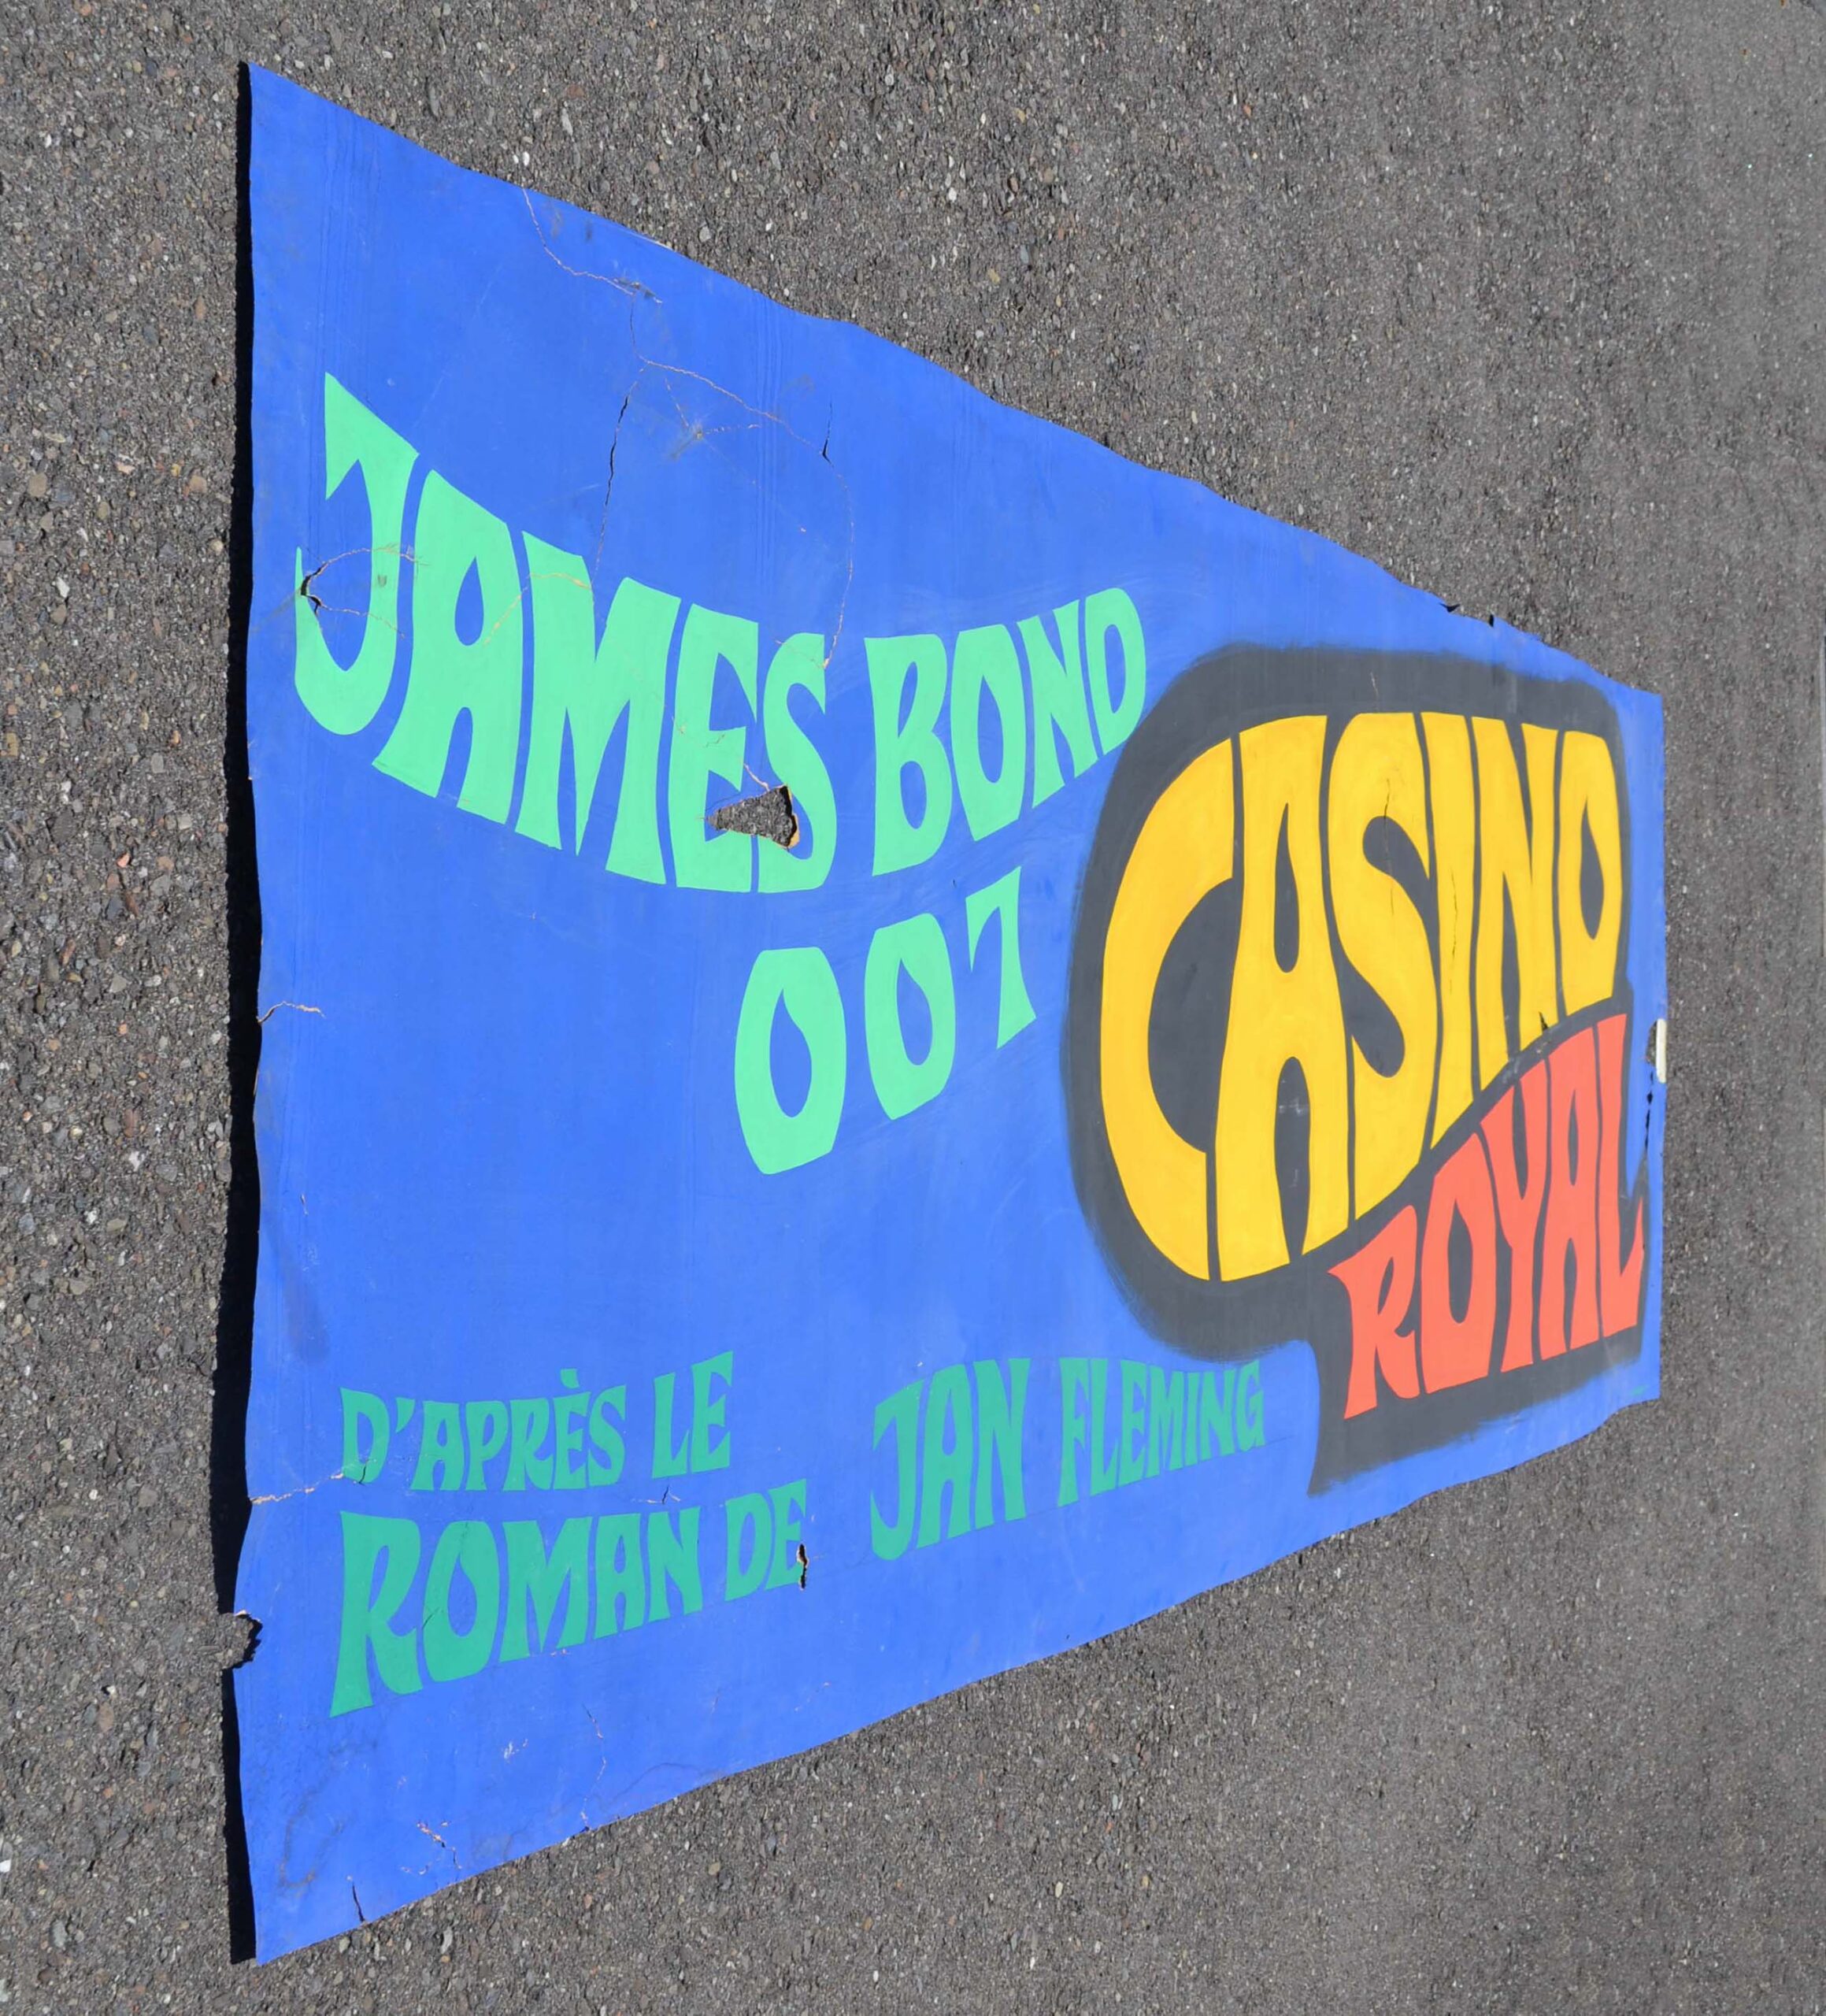 JAMES BOND
007
CASINO
ROYAL
D'APRÈS LE
ROMAN DE JAN FLEMING